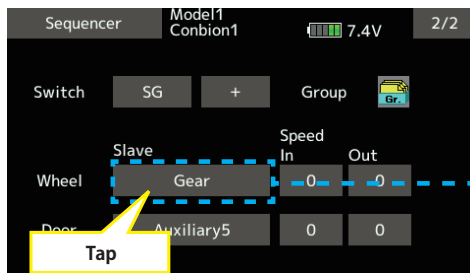 Sequencer Model1 7.4V 2/2
Conbion1
Switch SG + Group Gr.
Slave Speed
In Out
Wheel Gear 0 0
Door Auxiliary5 0 0
Tap